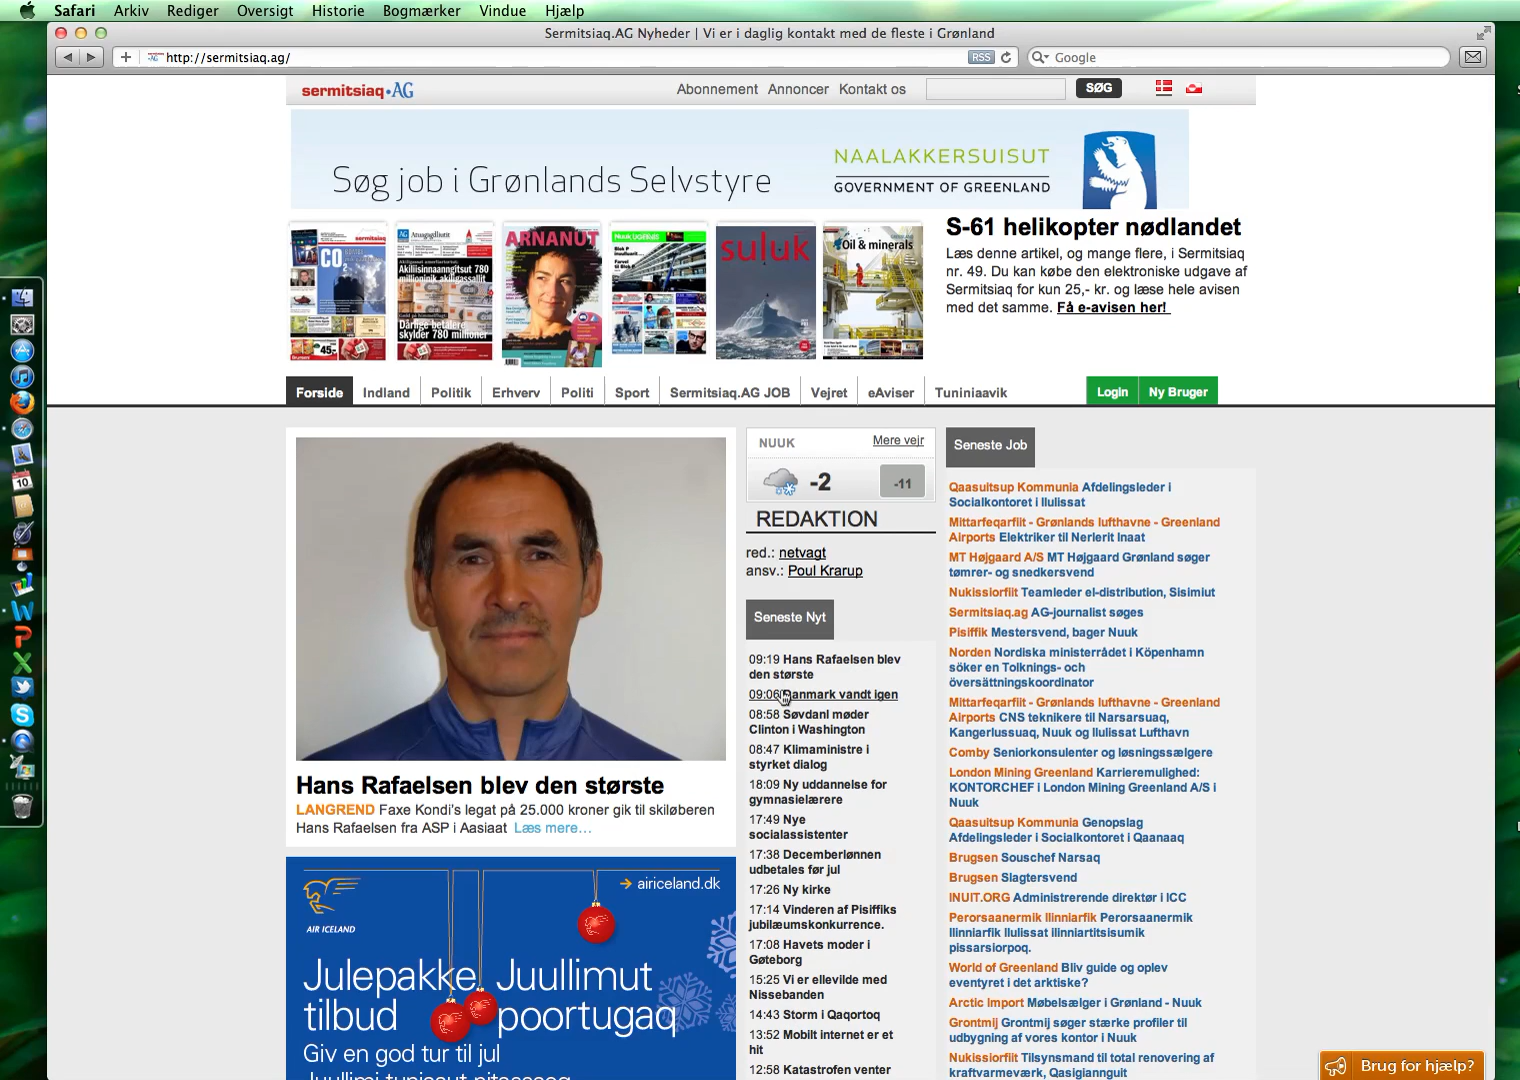 Safari Arkiv Rediger Oversigt Historie Bogmærker Vindue Hjælp
Sermitsiaq.AG Nyheder | Vi er i daglig kontakt med de fleste i Grønland
http://sermitsiaq.ag/
RSS
Google
sermitsiaq•AG
Abonnement Annoncer Kontakt os
SØG
Søg job i Grønlands Selvstyre
NAALAKKERSUISUT
GOVERNMENT OF GREENLAND
sermitsiaq
CO2
45,-
AG Atuagagdliutit
Akiliisinnaanngitsut 780
millioninik akiligassallit
Dårlige betalere
skylder 780 millioner
ARNANUT
suluk
Oil & minerals
S-61 helikopter nødlandet
Læs denne artikel, og mange flere, i Sermitsiaq
nr. 49. Du kan købe den elektroniske udgave af
Sermitsiaq for kun 25,- kr. og læse hele avisen
med det samme. Få e-avisen her!
Forside Indland Politik Erhverv Politi Sport Sermitsiaq.AG JOB Vejret eAviser Tuniniaavik
Login Ny Bruger
Hans Rafaelsen blev den største
LANGREND Faxe Kondi's legat på 25.000 kroner gik til skiløberen
Hans Rafaelsen fra ASP i Aasiaat Læs mere…
airiceland.dk
AIR ICELAND
Julepakke
tilbud
Juullimut
poortugaq
Giv en god tur til jul
NUUK
Mere vejr
-2
-11
REDAKTION
red.: netvagt
ansv.: Poul Krarup
Seneste Nyt
09:19 Hans Rafaelsen blev
den største
09:06 Danmark vandt igen
08:58 Søvdanl møder
Clinton i Washington
08:47 Klimaministre i
styrket dialog
18:09 Ny uddannelse for
gymnasielærere
17:49 Nye
socialassistenter
17:38 Decemberlønnen
udbetales før jul
17:26 Ny kirke
17:14 Vinderen af Pisiffiks
jubilæumskonkurrence.
17:08 Havets moder i
Gøteborg
15:25 Vi er ellevilde med
Nissebanden
14:43 Storm i Qaqortoq
13:52 Mobilt internet er et
hit
12:58 Katastrofen venter
Seneste Job
Qaasuitsup Kommunia Afdelingsleder i
Socialkontoret i Ilulissat
Mittarfeqarfiit - Grønlands lufthavne - Greenland
Airports Elektriker til Nerlerit Inaat
MT Højgaard A/S MT Højgaard Grønland søger
tømrer- og snedkersvend
Nukissiorfiit Teamleder el-distribution, Sisimiut
Sermitsiaq.ag AG-journalist søges
Pisiffik Mestersvend, bager Nuuk
Norden Nordiska ministerrådet i Köpenhamn
söker en Tolknings- och
översättningskoordinator
Mittarfeqarfiit - Grønlands lufthavne - Greenland
Airports CNS teknikere til Narsarsuaq,
Kangerlussuaq, Nuuk og Ilulissat Lufthavn
Comby Seniorkonsulenter og løsningssælgere
London Mining Greenland Karrieremulighed:
KONTORCHEF i London Mining Greenland A/S i
Nuuk
Qaasuitsup Kommunia Genopslag
Afdelingsleder i Socialkontoret i Qaanaaq
Brugsen Souschef Narsaq
Brugsen Slagtersvend
INUIT.ORG Administrerende direktør i ICC
Perorsaanermik Ilinniarfik Perorsaanermik
Ilinniarfik Ilulissat ilinniartitsisumik
pissarsiorpoq.
World of Greenland Bliv guide og oplev
eventyret i det arktiske?
Arctic Import Møbelsælger i Grønland - Nuuk
Grontmij Grontmij søger stærke profiler til
udbygning af vores kontor i Nuuk
Nukissiorfiit Tilsynsmand til total renovering af
kraftvarmeværk, Qasigiannguit
Brug for hjælp?